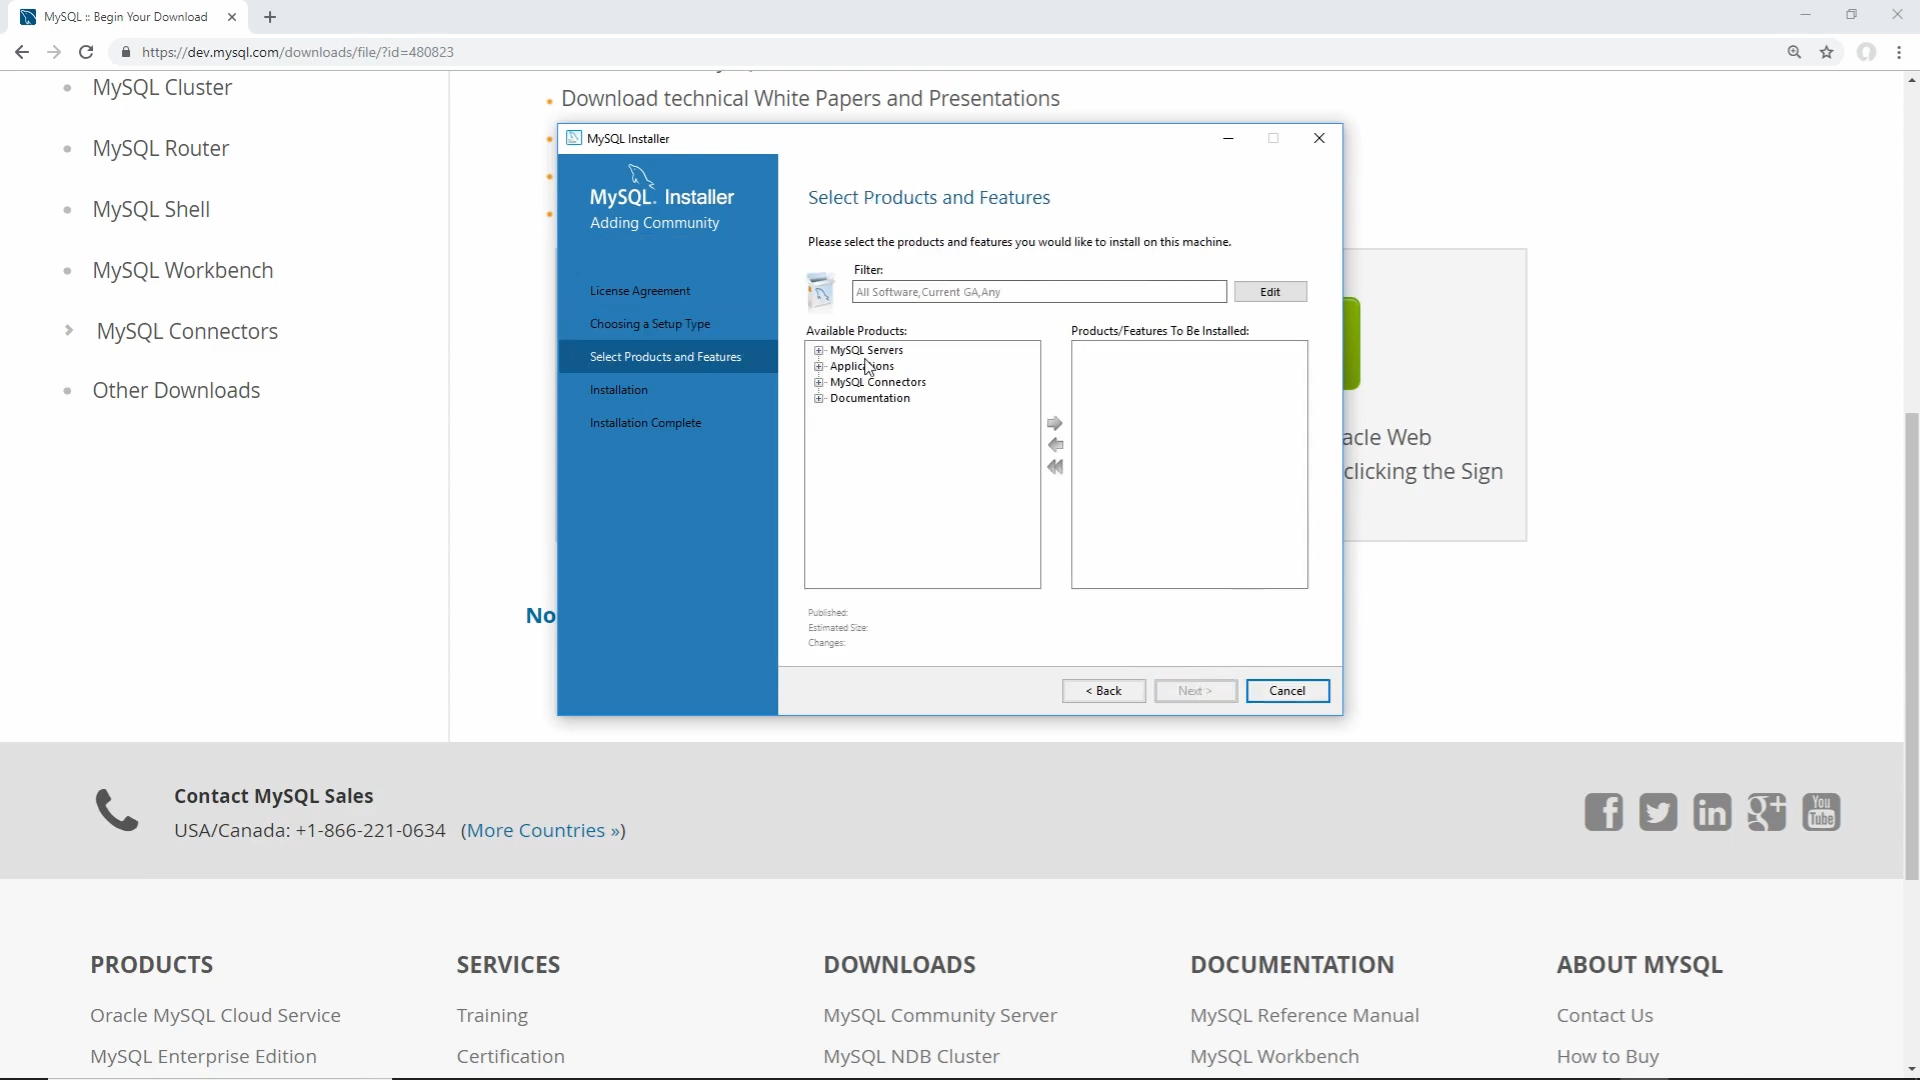 MySQL :: Begin Your Download
https://dev.mysql.com/downloads/file/?id=480823
MySQL Cluster
MySQL Router
MySQL Shell
MySQL Workbench
MySQL Connectors
Other Downloads
Download technical White Papers and Presentations
MySQL Installer
MySQL. Installer
Adding Community
License Agreement
Choosing a Setup Type
Select Products and Features
Installation
Installation Complete
Select Products and Features
Please select the products and features you would like to install on this machine.
Filter:
All Software,Current GA,Any
Edit
Available Products:
Products/Features To Be Installed:
MySQL Servers
Applications
MySQL Connectors
Documentation
Published:
Estimated Size:
Changes:
< Back
Next >
Cancel
acle Web
clicking the Sign
No
Contact MySQL Sales
USA/Canada: +1-866-221-0634 (More Countries »)
You
Tube
PRODUCTS
SERVICES
DOWNLOADS
DOCUMENTATION
ABOUT MYSQL
Oracle MySQL Cloud Service
Training
MySQL Community Server
MySQL Reference Manual
Contact Us
MySQL Enterprise Edition
Certification
MySQL NDB Cluster
MySQL Workbench
How to Buy